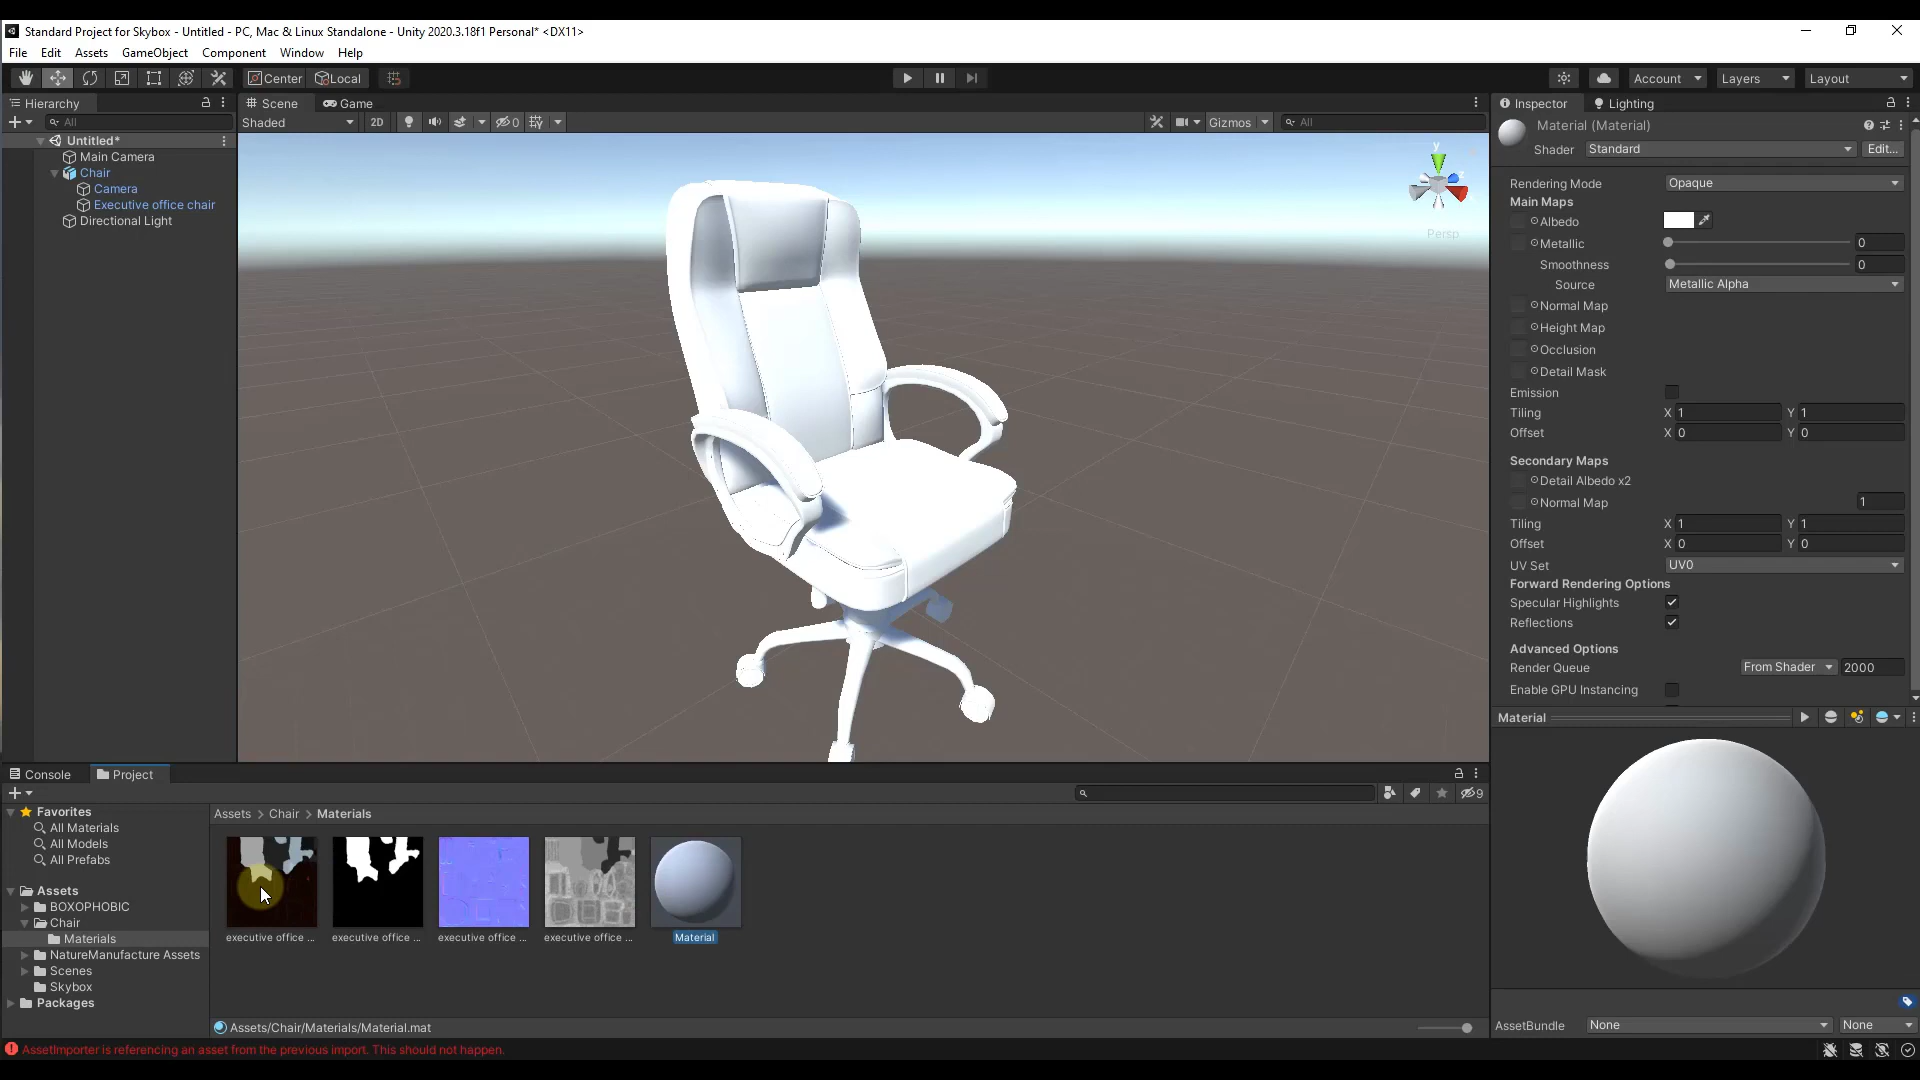 Standard Project for Skybox - Untitled - PC, Mac & Linux Standalone - Unity 2020.3.18f1 Personal* <DX11>
File Edit Assets GameObject Component Window Help
Center Local Account Layers Layout
Hierarchy
All
Untitled*
Main Camera
Chair
Camera
Executive office chair
Directional Light
Scene Game
Shaded 2D 0 Gizmos All
y
Persp
Inspector Lighting
Material (Material)
Shader Standard Edit...
Rendering Mode Opaque
Main Maps
Albedo
Metallic 0
Smoothness 0
Source Metallic Alpha
Normal Map
Height Map
Occlusion
Detail Mask
Emission
Tiling X 1 Y 1
Offset X 0 Y 0
Secondary Maps
Detail Albedo x2
Normal Map 1
Tiling X 1 Y 1
Offset X 0 Y 0
UV Set UV0
Forward Rendering Options
Specular Highlights
Reflections
Advanced Options
Render Queue From Shader 2000
Enable GPU Instancing
Material
AssetBundle None None
Console Project
9
Favorites
All Materials
All Models
All Prefabs
Assets
BOXOPHOBIC
Chair
Materials
NatureManufacture Assets
Scenes
Skybox
Packages
Assets > Chair > Materials
executive office ... executive office ... executive office ... executive office ... Material
Assets/Chair/Materials/Material.mat
AssetImporter is referencing an asset from the previous import. This should not happen.